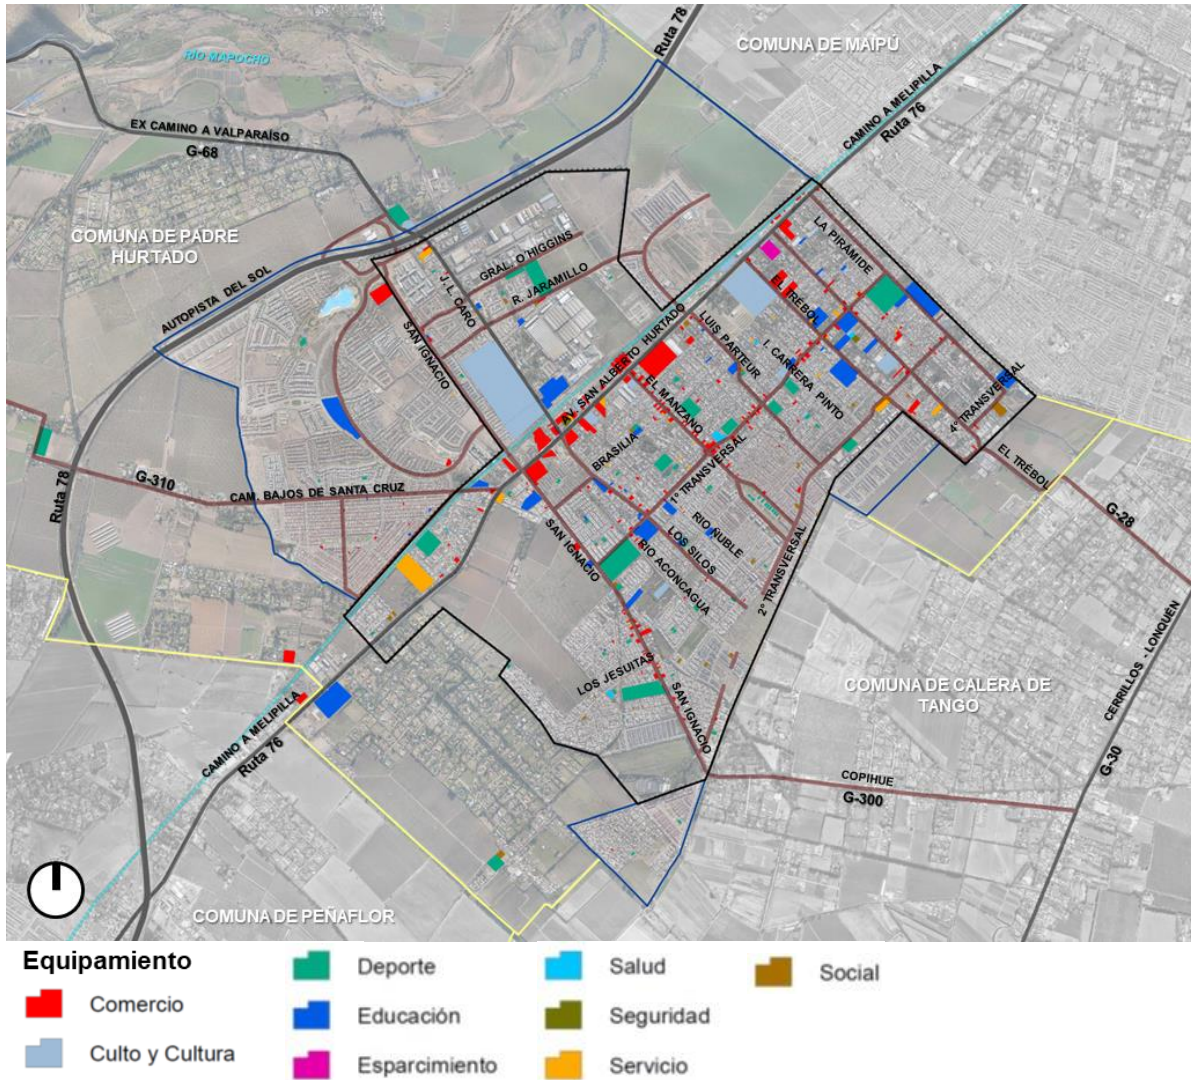 Ruta 78
COMUNA DE MAIPÚ
RÍO MAPOCHO
CAMINO A MELIPILLA
Ruta 76
EX CAMINO A VALPARAÍSO
G-68
COMUNA DE PADRE
HURTADO
LA PIRÁMIDE
GRAL. O'HIGGINS
AUTOPISTA DEL SOL
J. L. CARO
R. JARAMILLO
EL TRÉBOL
SAN IGNACIO
AV. SAN ALBERTO HURTADO
LUIS PARTEUR
I. CARRERA PINTO
EL MANZANO
4° TRANSVERSAL
BRASILIA
1° TRANSVERSAL
EL TRÉBOL
Ruta 78
G-310
CAM. BAJOS DE SANTA CRUZ
G-28
RIO ÑUBLE
LOS SILOS
SAN IGNACIO
RIO ACONCAGUA
2° TRANSVERSAL
LOS JESUITAS
SAN IGNACIO
COMUNA DE CALERA DE
TANGO
CERRILLOS - LONQUÉN
G-30
CAMINO A MELIPILLA
Ruta 76
COPIHUE
G-300
COMUNA DE PEÑAFLOR
Equipamiento
Comercio
Culto y Cultura
Deporte
Educación
Esparcimiento
Salud
Seguridad
Servicio
Social